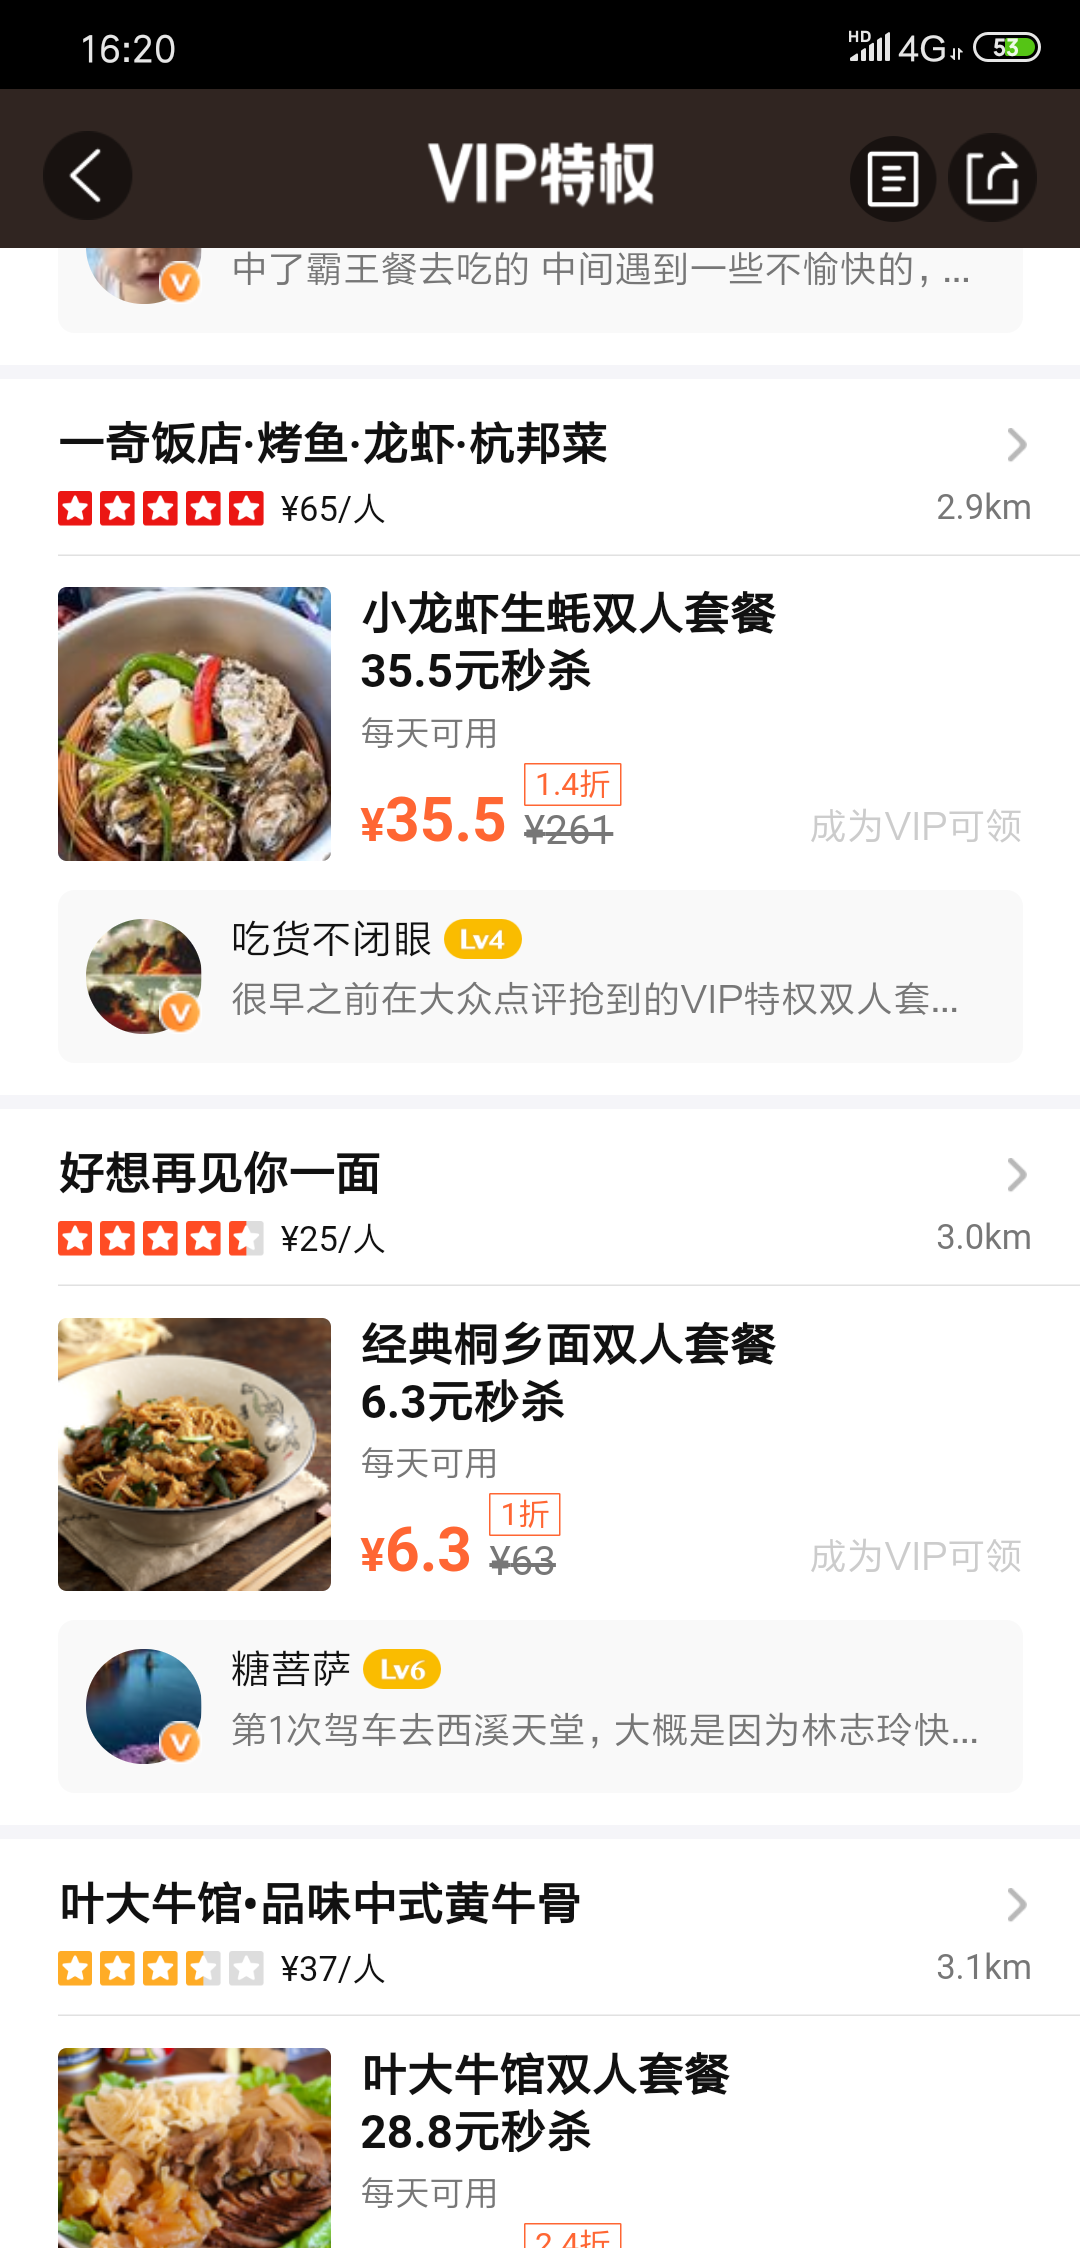 16:20
HD 4G 53
VIP特权
中了霸王餐去吃的 中间遇到一些不愉快的，...
一奇饭店·烤鱼·龙虾·杭邦菜
¥65/人
2.9km
小龙虾生蚝双人套餐
35.5元秒杀
每天可用
¥35.5
1.4折
¥261
成为VIP可领
吃货不闭眼 Lv4
很早之前在大众点评抢到的VIP特权双人套...
好想再见你一面
¥25/人
3.0km
经典桐乡面双人套餐
6.3元秒杀
每天可用
¥6.3
1折
¥63
成为VIP可领
糖菩萨 Lv6
第1次驾车去西溪天堂，大概是因为林志玲快...
叶大牛馆•品味中式黄牛骨
¥37/人
3.1km
叶大牛馆双人套餐
28.8元秒杀
每天可用
2.4折